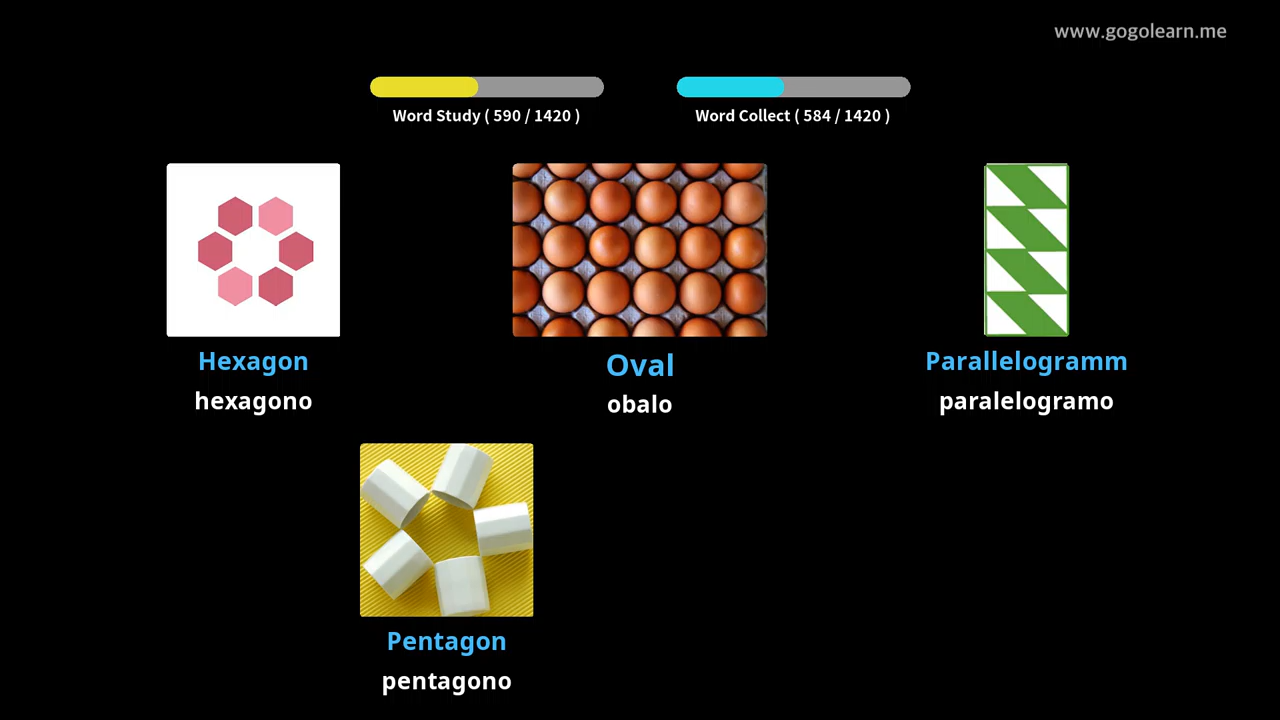 www.gogolearn.me
Word Study ( 590 / 1420 )
Word Collect ( 584 / 1420 )
Hexagon
hexagono
Oval
obalo
Parallelogramm
paralelogramo
Pentagon
pentagono